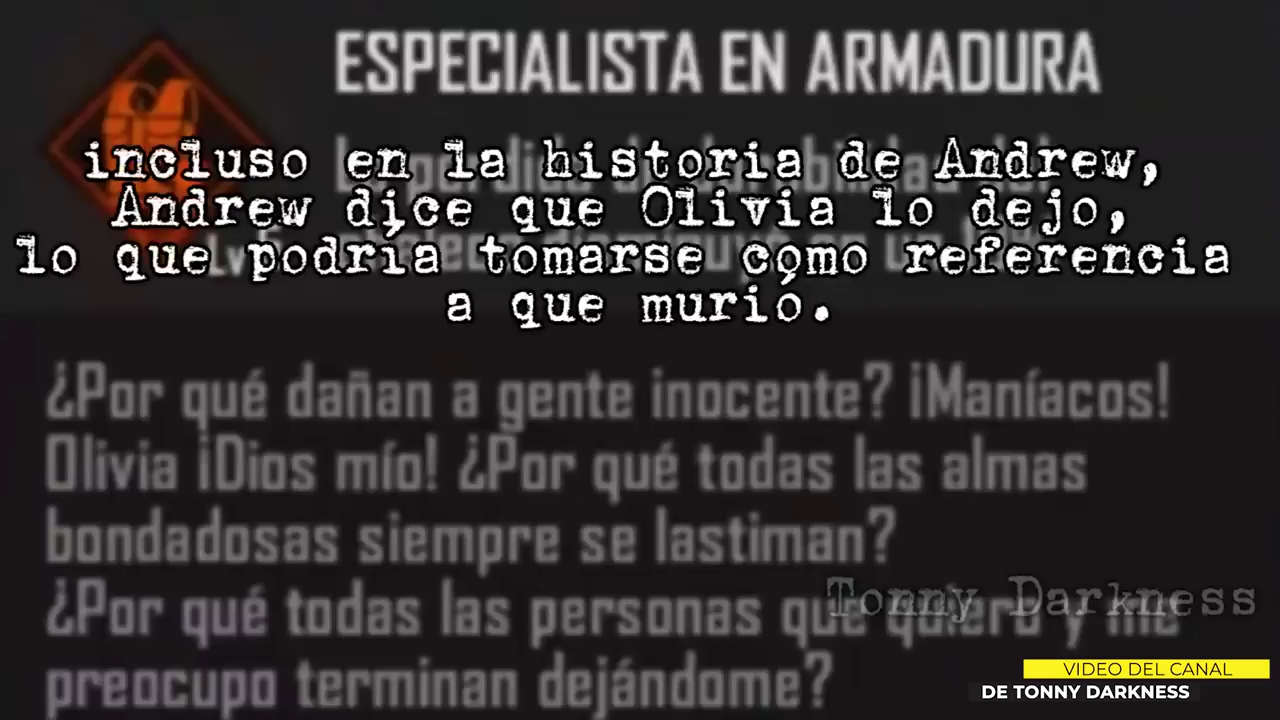 ESPECIALISTA EN ARMADURA
incluso en la historia de Andrew,
Andrew dice que Olivia lo dejo,
lo que podría tomarse como referencia
a que murió.
¿Por qué dañan a gente inocente? ¡Maníacos!
Olivia ¡Dios mío! ¿Por qué todas las almas
bondadosas siempre se lastiman?
¿Por qué todas las personas que quiero y me
preocupo terminan dejándome?
Tonny Darkness
VIDEO DEL CANAL
DE TONNY DARKNESS